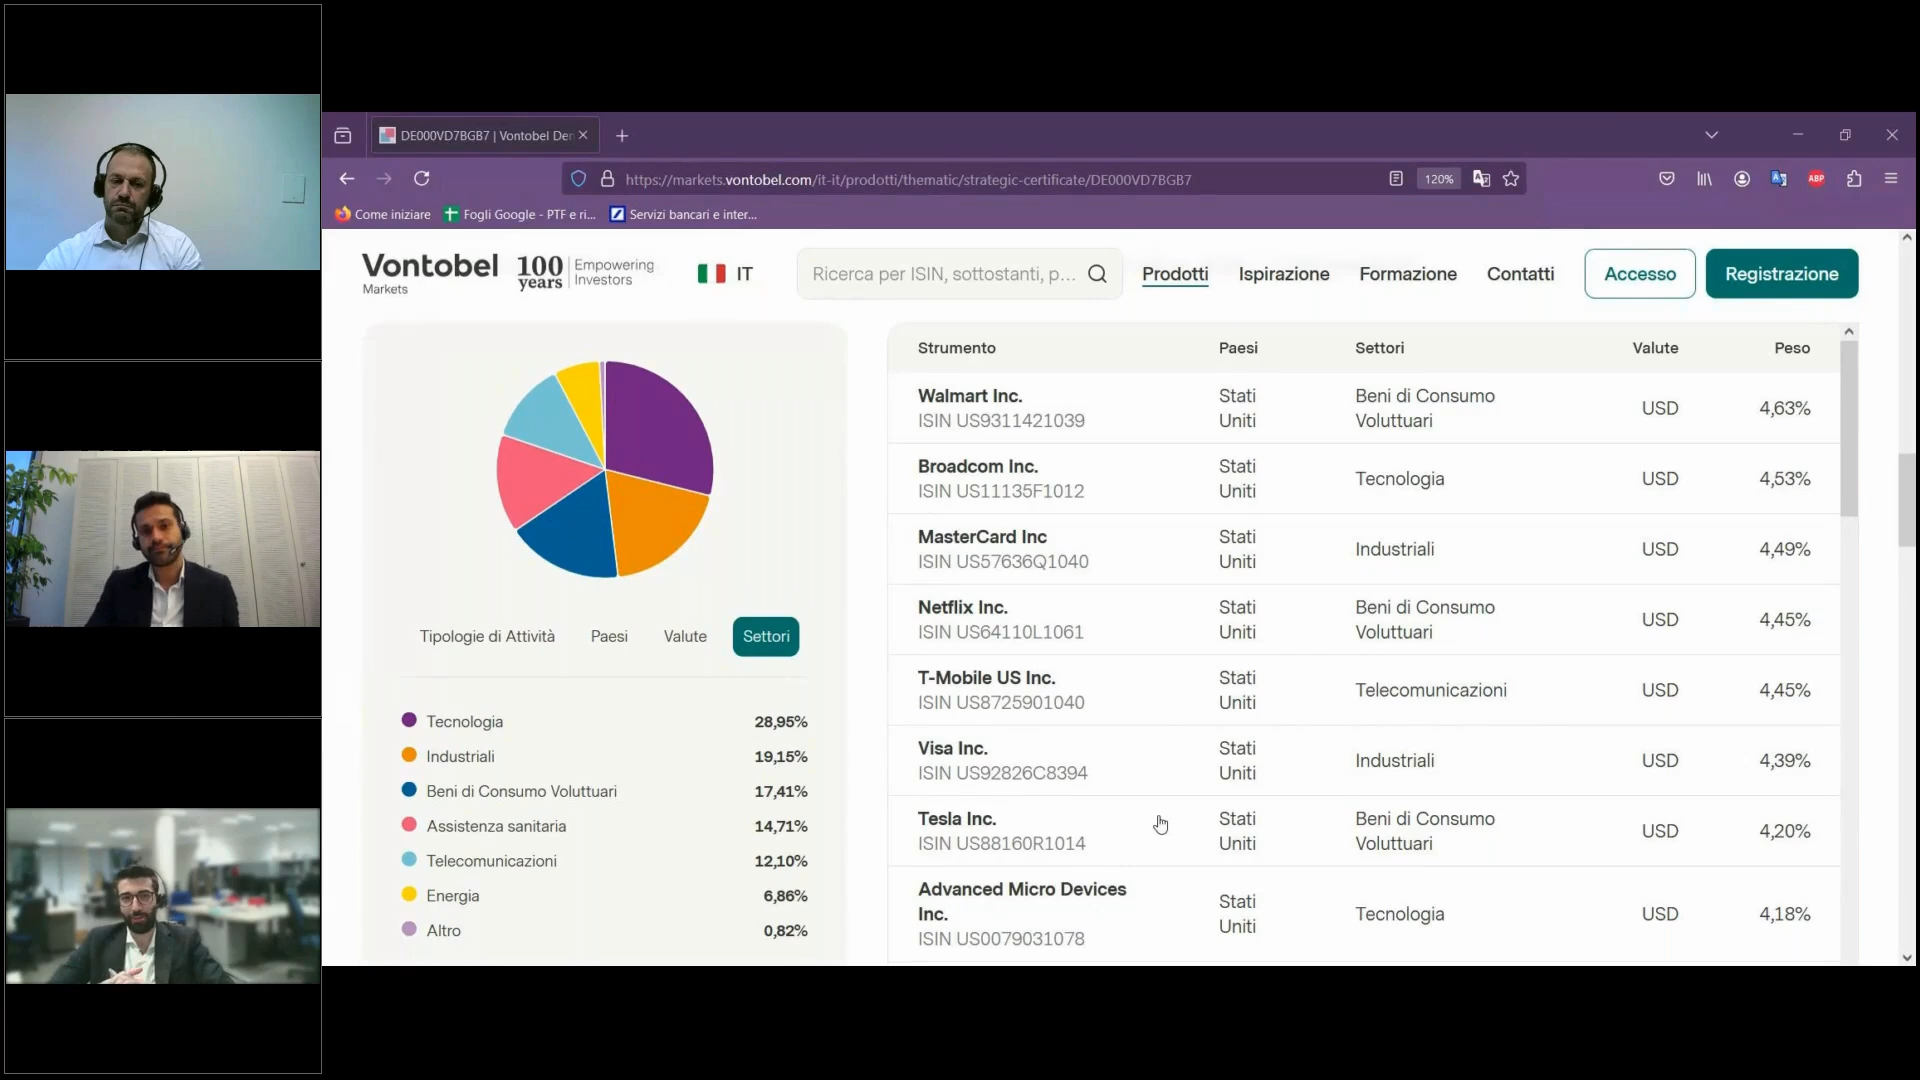 DE000VD7BGB7 | Vontobel Der
https://markets.vontobel.com/it-it/prodotti/thematic/strategic-certificate/DE000VD7BGB7
120%
ABP
Come iniziare
Fogli Google - PTF e ri...
Servizi bancari e inter...
Vontobel
Markets
100
years
Empowering
Investors
IT
Ricerca per ISIN, sottostanti, p...
Prodotti
Ispirazione
Formazione
Contatti
Accesso
Registrazione
Tipologie di Attività
Paesi
Valute
Settori
Tecnologia 28,95%
Industriali 19,15%
Beni di Consumo Voluttuari 17,41%
Assistenza sanitaria 14,71%
Telecomunicazioni 12,10%
Energia 6,86%
Altro 0,82%
Strumento Paesi Settori Valute Peso
Walmart Inc.
ISIN US9311421039
Stati
Uniti
Beni di Consumo
Voluttuari
USD
4,63%
Broadcom Inc.
ISIN US11135F1012
Stati
Uniti
Tecnologia
USD
4,53%
MasterCard Inc
ISIN US57636Q1040
Stati
Uniti
Industriali
USD
4,49%
Netflix Inc.
ISIN US64110L1061
Stati
Uniti
Beni di Consumo
Voluttuari
USD
4,45%
T-Mobile US Inc.
ISIN US8725901040
Stati
Uniti
Telecomunicazioni
USD
4,45%
Visa Inc.
ISIN US92826C8394
Stati
Uniti
Industriali
USD
4,39%
Tesla Inc.
ISIN US88160R1014
Stati
Uniti
Beni di Consumo
Voluttuari
USD
4,20%
Advanced Micro Devices
Inc.
ISIN US0079031078
Stati
Uniti
Tecnologia
USD
4,18%